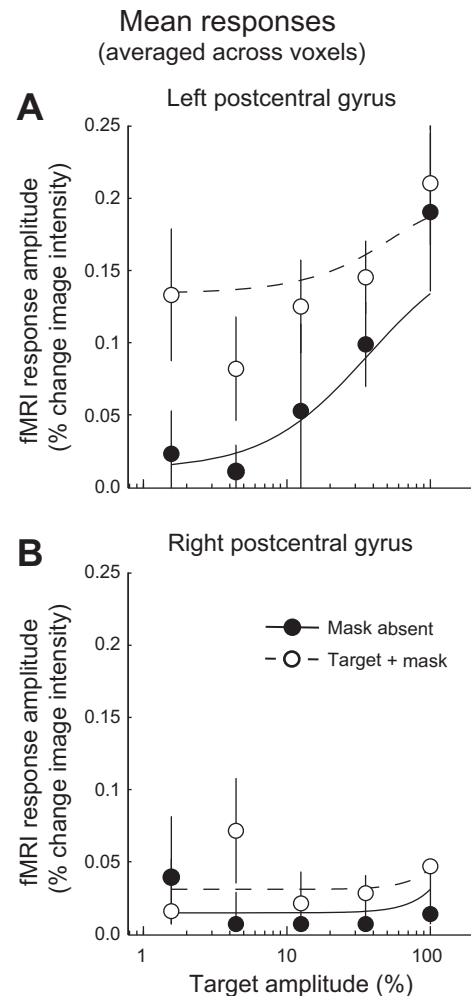 Mean responses
(averaged across voxels)
A
Left postcentral gyrus
0.25
0.2
0.15
0.1
0.05
0.0
fMRI response amplitude
(% change image intensity)
B
Right postcentral gyrus
0.25
0.2
0.15
0.1
0.05
0.0
fMRI response amplitude
(% change image intensity)
Mask absent
Target + mask
1
10
100
Target amplitude (%)